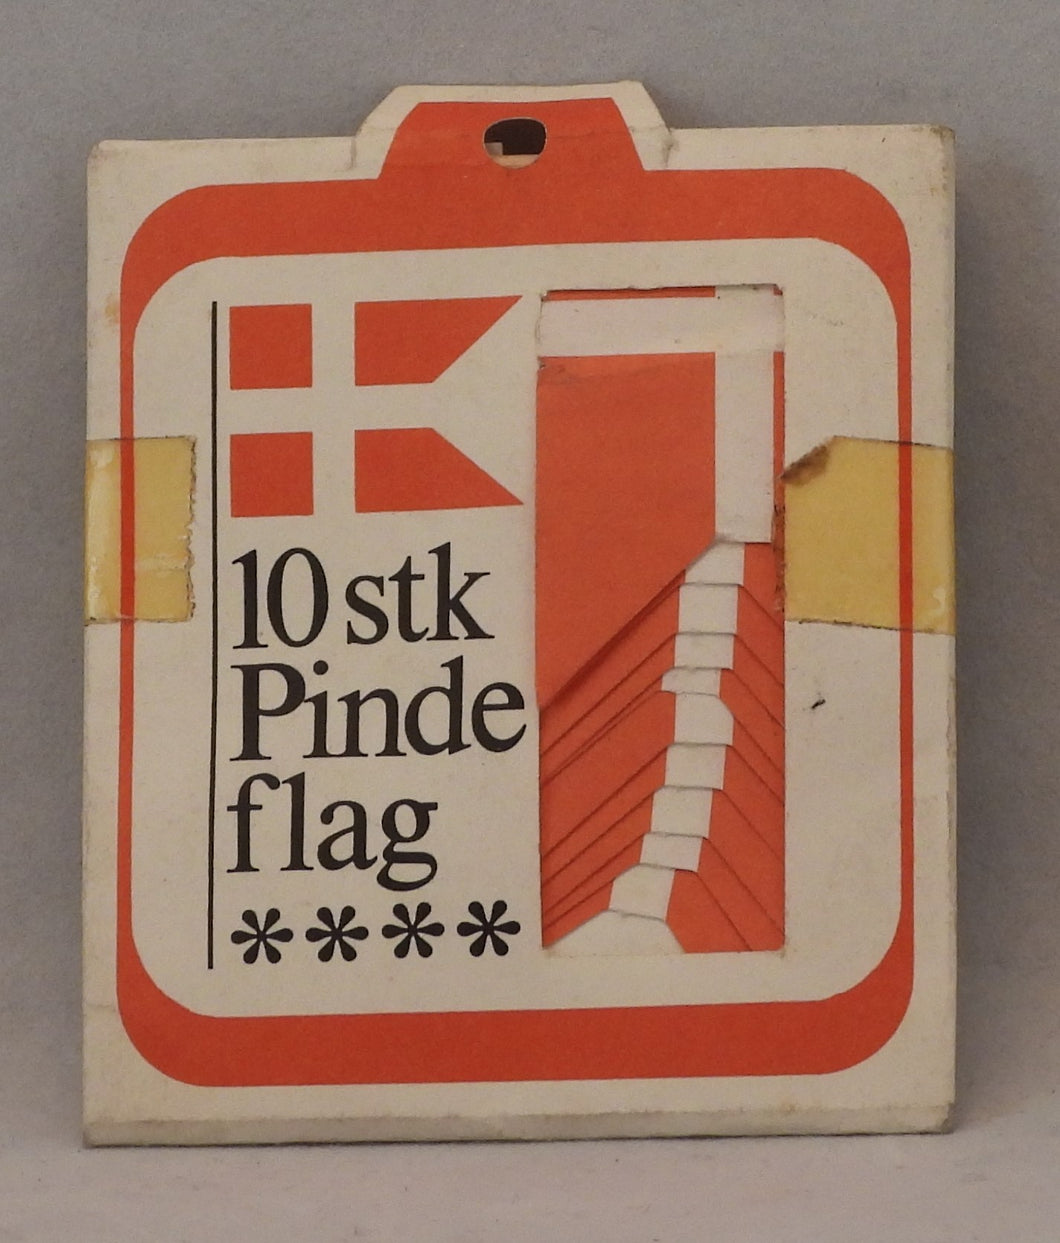 10 stk
Pinde
flag
****